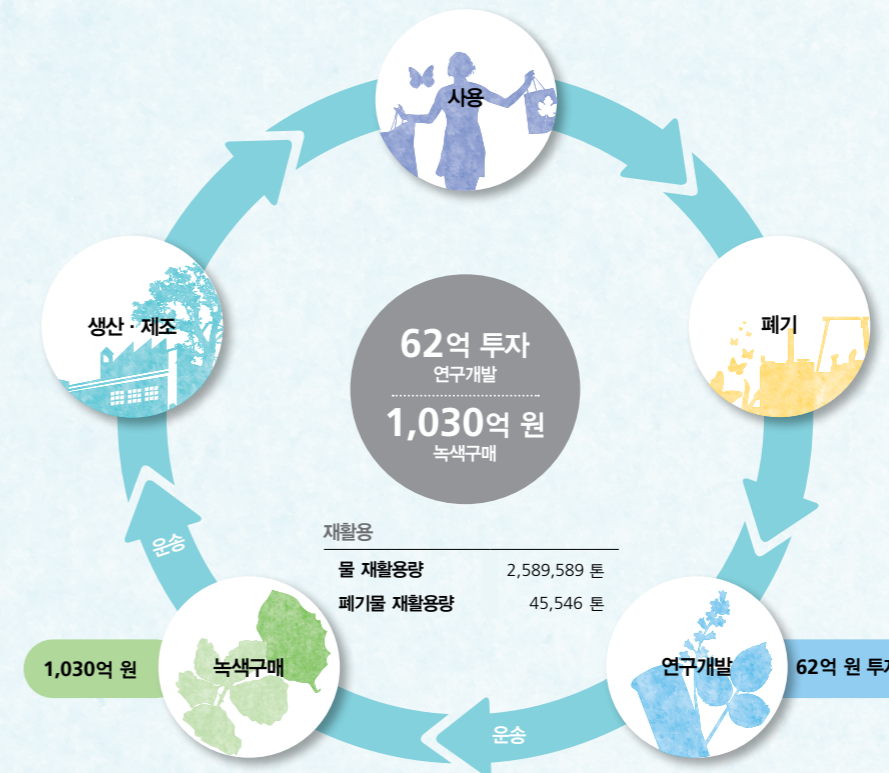 사용
생산 · 제조
폐기
62억 투자
연구개발
1,030억 원
녹색구매
운송
재활용
물 재활용량 2,589,589 톤
폐기물 재활용량 45,546 톤
1,030억 원
녹색구매
연구개발
62억 원 투자
운송